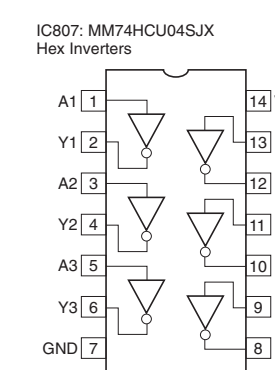 IC807: MM74HCU04SJX
Hex Inverters
A1 1 14
Y1 2 13
A2 3 12
Y2 4 11
A3 5 10
Y3 6 9
GND 7 8